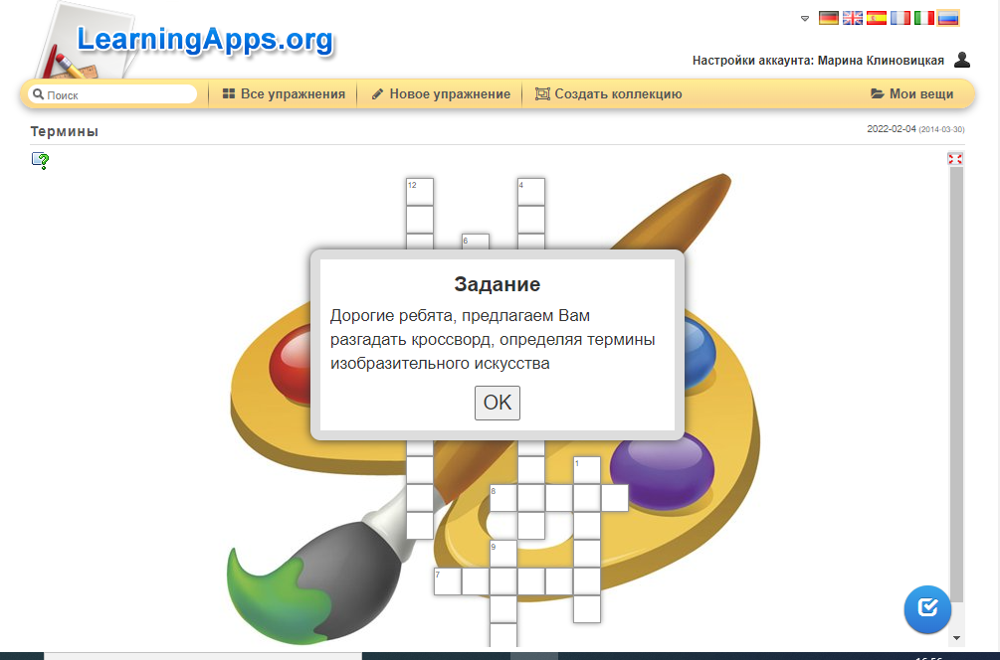 LearningApps.org
Настройки аккаунта: Марина Клиновицкая
Поиск
Все упражнения
Новое упражнение
Создать коллекцию
Мои вещи
Термины
2022-02-04 (2014-03-30)
12
4
6
Задание
Дорогие ребята, предлагаем Вам
разгадать кроссворд, определяя термины
изобразительного искусства
OK
1
8
9
7